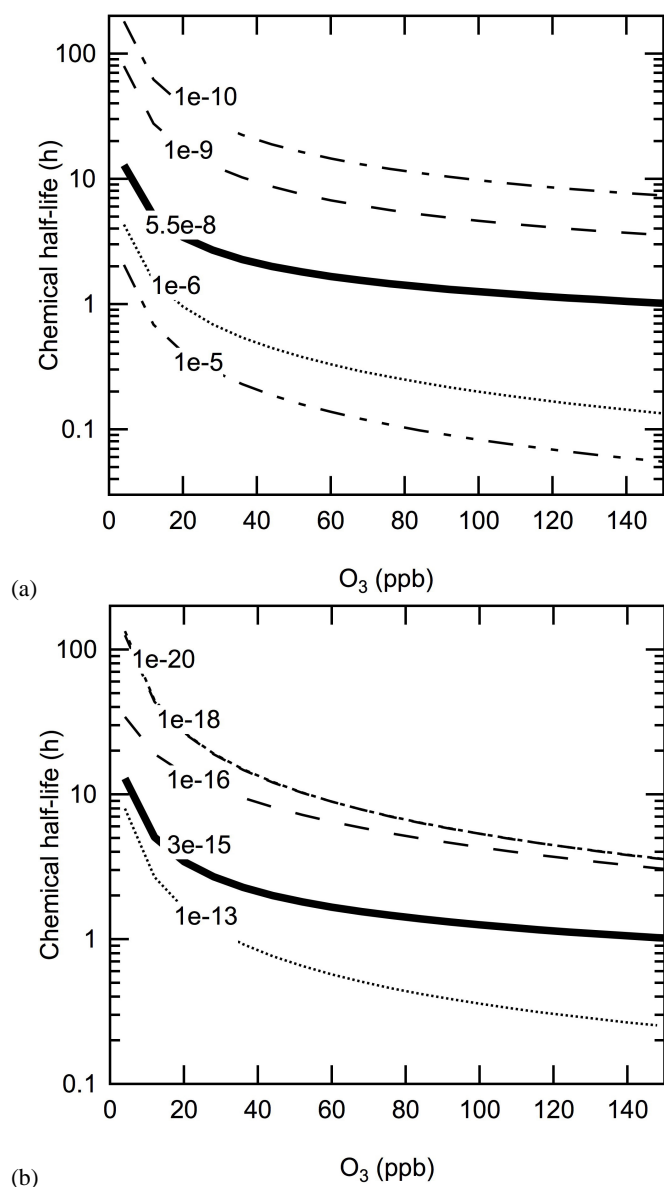 100
10
1
0.1
Chemical half-life (h)
1e-10
1e-9
5.5e-8
1e-6
1e-5
0 20 40 60 80 100 120 140
O₃ (ppb)
(a)
100
10
1
0.1
Chemical half-life (h)
1e-20
1e-18
1e-16
3e-15
1e-13
0 20 40 60 80 100 120 140
O₃ (ppb)
(b)